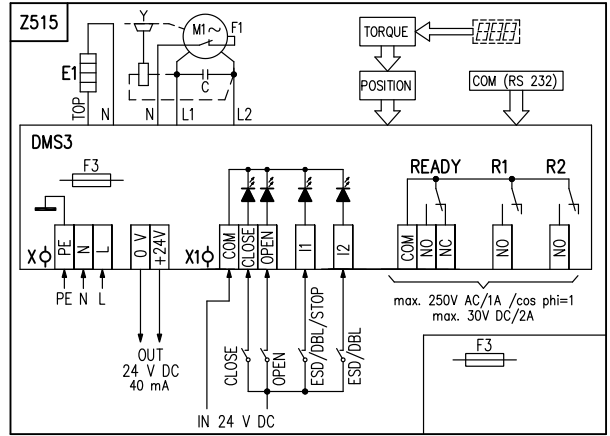 Z515
Y
M1~
F1
E1
C
TOP
N
N
L1
L2
TORQUE
POSITION
COM (RS 232)
DMS3
F3
READY
R1
R2
X
PE
N
L
0 V
+24V
X1
COM
CLOSE
OPEN
I1
I2
COM
NO
NC
NO
NO
PE N L
OUT
24 V DC
40 mA
CLOSE
OPEN
ESD/DBL/STOP
ESD/DBL
IN 24 V DC
max. 250V AC/1A /cos phi=1
max. 30V DC/2A
F3